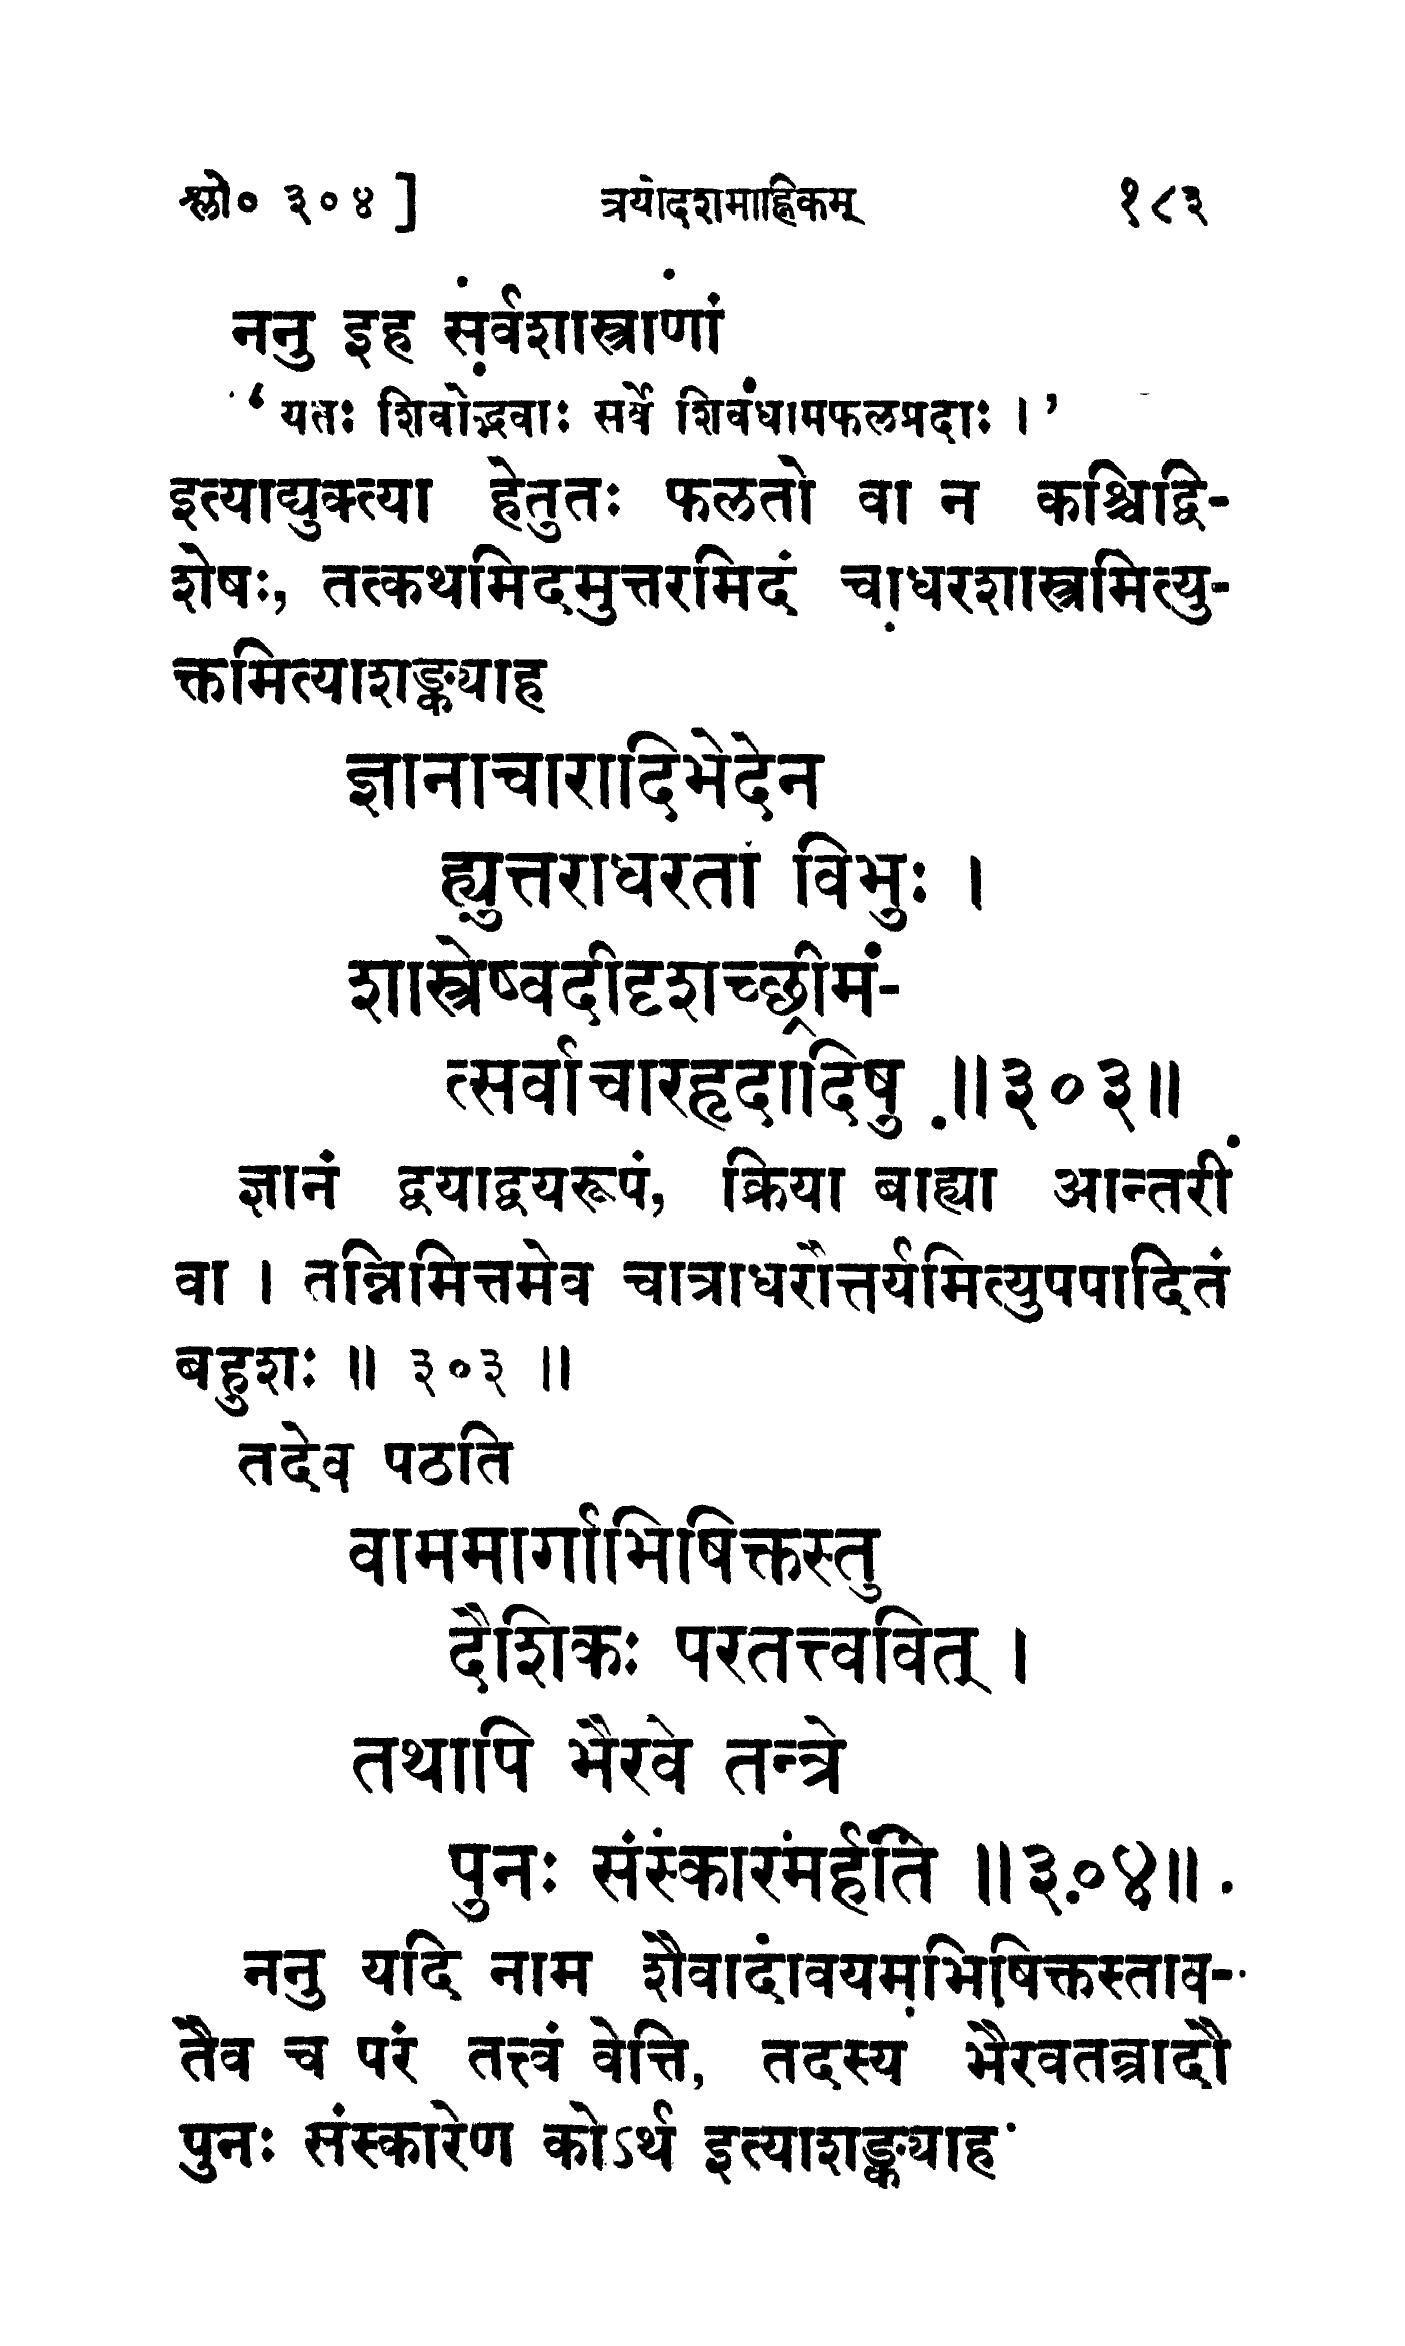 श्लो० ३०४] त्रयोदशमाह्निकम् १८३
ननु इह सर्वशास्त्राणां
‘यतः शिवोद्भवाः सर्वे शिवधामफलप्रदाः ।’
इत्याद्युक्त्या हेतुतः फलतो वा न कश्चिद्वि-
शेषः, तत्कथमिदमुत्तरमिदं चाधरशास्त्रमित्यु-
क्तमित्याशङ्क्याह
ज्ञानाचारादिभेदेन
ह्युत्तराधरतां विभुः ।
शास्त्रेष्वदीदृशच्छ्रीम-
त्सर्वाचारहृदादिषु ॥३०३॥
ज्ञानं द्वयाद्वयरूपं, क्रिया बाह्या आन्तरी
वा । तन्निमित्तमेव चात्राधरौत्तर्यमित्युपपादितं
बहुशः ॥ ३०३ ॥
तदेव पठति
वाममार्गाभिषिक्तस्तु
दैशिकः परतत्त्ववित् ।
तथापि भैरवे तन्त्रे
पुनः संस्कारमर्हति ॥३०४॥
ननु यदि नाम शैवादावयमभिषिक्तस्ताव-
तैव च परं तत्त्वं वेत्ति, तदस्य भैरवतन्त्रादौ
पुनः संस्कारेण कोऽर्थ इत्याशङ्क्याह